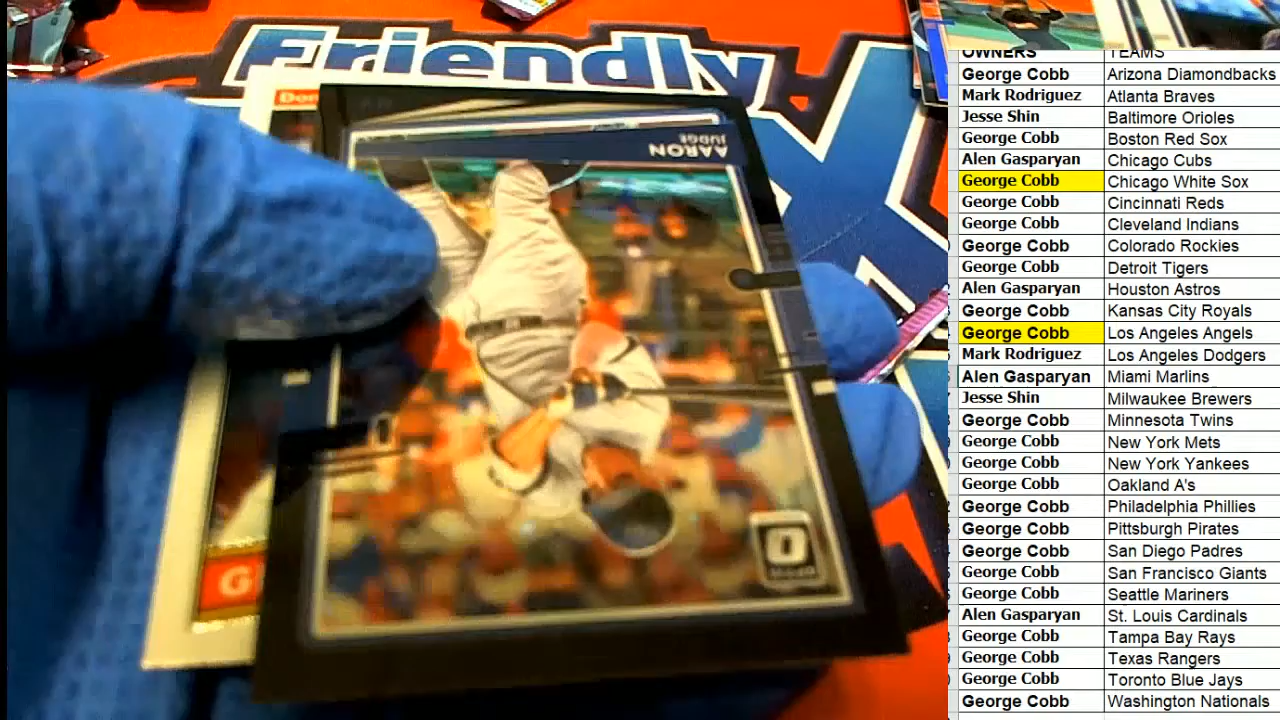 Friendly
Don
AARON
JUDGE
G
O
OWNERS TEAMS
George Cobb Arizona Diamondbacks
Mark Rodriguez Atlanta Braves
Jesse Shin Baltimore Orioles
George Cobb Boston Red Sox
Alen Gasparyan Chicago Cubs
George Cobb Chicago White Sox
George Cobb Cincinnati Reds
George Cobb Cleveland Indians
George Cobb Colorado Rockies
George Cobb Detroit Tigers
Alen Gasparyan Houston Astros
George Cobb Kansas City Royals
George Cobb Los Angeles Angels
Mark Rodriguez Los Angeles Dodgers
Alen Gasparyan Miami Marlins
Jesse Shin Milwaukee Brewers
George Cobb Minnesota Twins
George Cobb New York Mets
George Cobb New York Yankees
George Cobb Oakland A's
George Cobb Philadelphia Phillies
George Cobb Pittsburgh Pirates
George Cobb San Diego Padres
George Cobb San Francisco Giants
George Cobb Seattle Mariners
Alen Gasparyan St. Louis Cardinals
George Cobb Tampa Bay Rays
George Cobb Texas Rangers
George Cobb Toronto Blue Jays
George Cobb Washington Nationals